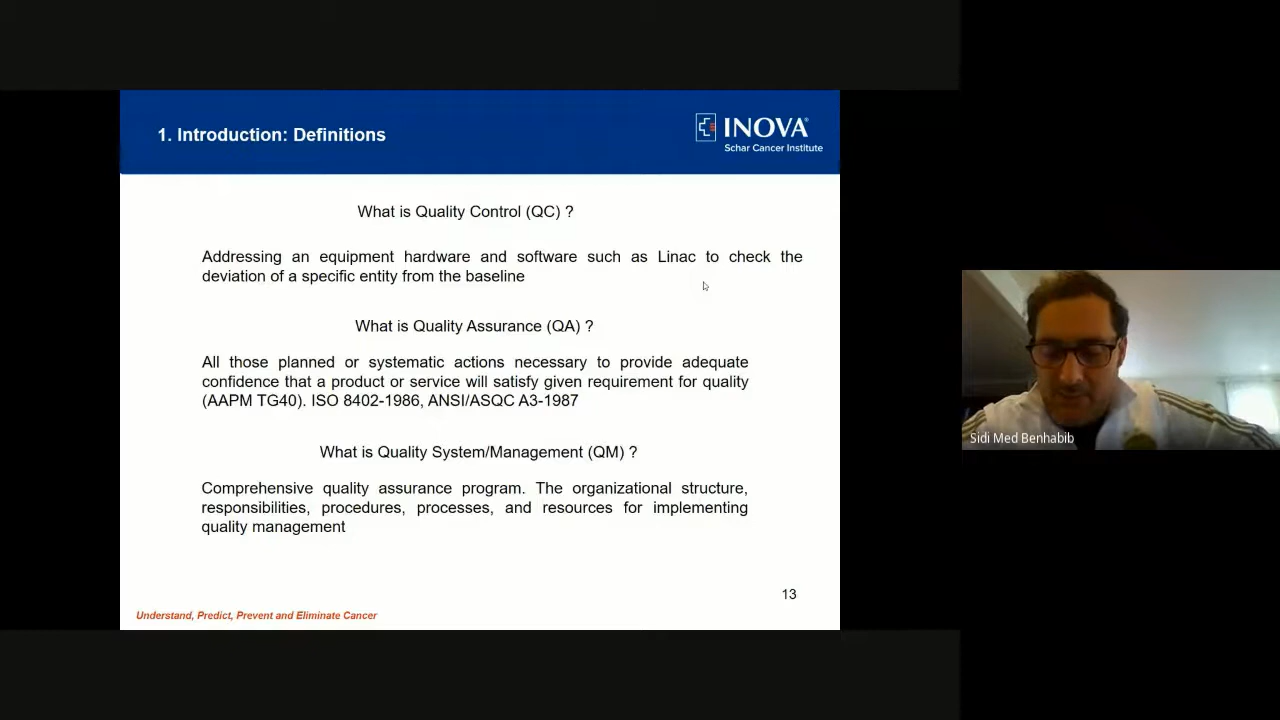 1. Introduction: Definitions
INOVA®
Schar Cancer Institute
What is Quality Control (QC) ?
Addressing an equipment hardware and software such as Linac to check the
deviation of a specific entity from the baseline
What is Quality Assurance (QA) ?
All those planned or systematic actions necessary to provide adequate
confidence that a product or service will satisfy given requirement for quality
(AAPM TG40). ISO 8402-1986, ANSI/ASQC A3-1987
What is Quality System/Management (QM) ?
Comprehensive quality assurance program. The organizational structure,
responsibilities, procedures, processes, and resources for implementing
quality management
13
Understand, Predict, Prevent and Eliminate Cancer
Sidi Med Benhabib